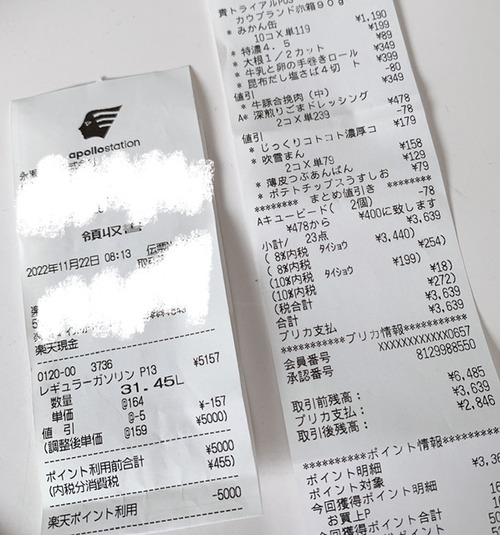 apollostation
領収書
2022年11月22日 08:13
楽天現金
0120-00 3736
レギュラーガソリン P13 ¥5157
31.45L
数量
単価 @164
値引 @-5 ¥-157
(調整後単価 @159 ¥5000)
ポイント利用前合計 ¥5000
(内税分消費税 ¥455)
楽天ポイント利用 -5000
カウブランド赤箱90g
* みかん缶 ¥1,190
10コX単119
* 特濃4.5 ¥199
* 大根1/2カット ¥89
* 牛乳と卵の手巻きロール ¥349
* 昆布だし塩さば4切 ト ¥399
値引 -80
* 牛豚合挽肉(中) ¥349
A* 深煎りごまドレッシング ¥478
2コX単239
値引 -78
* じっくりコトコト濃厚コ ¥179
* 吹雪まん ¥158
2コX単79
* 薄皮つぶあんぱん ¥129
* ポテトチップスうすしお ¥79
******** まとめ値引き ********
Aキューピード( 2個) -78
¥478から ¥400に致します
小計/ 23点 ¥3,639
( 8%内税 タイショウ ¥3,440)
( 8%内税 ¥254)
(10%内税 タイショウ ¥199)
(10%内税 ¥18)
(税合計 ¥272)
合計 ¥3,639
プリカ支払 ¥3,639
***********プリカ情報***********
会員番号 XXXXXXXXXXXX0657
承認番号 8129988550
取引前残高: ¥6,485
プリカ支払: ¥3,639
取引後残高: ¥2,846
**********ポイント情報**********
ポイント明細
ポイント対象
今回獲得ポイント明細
お買上P
今回獲得ポイント合計